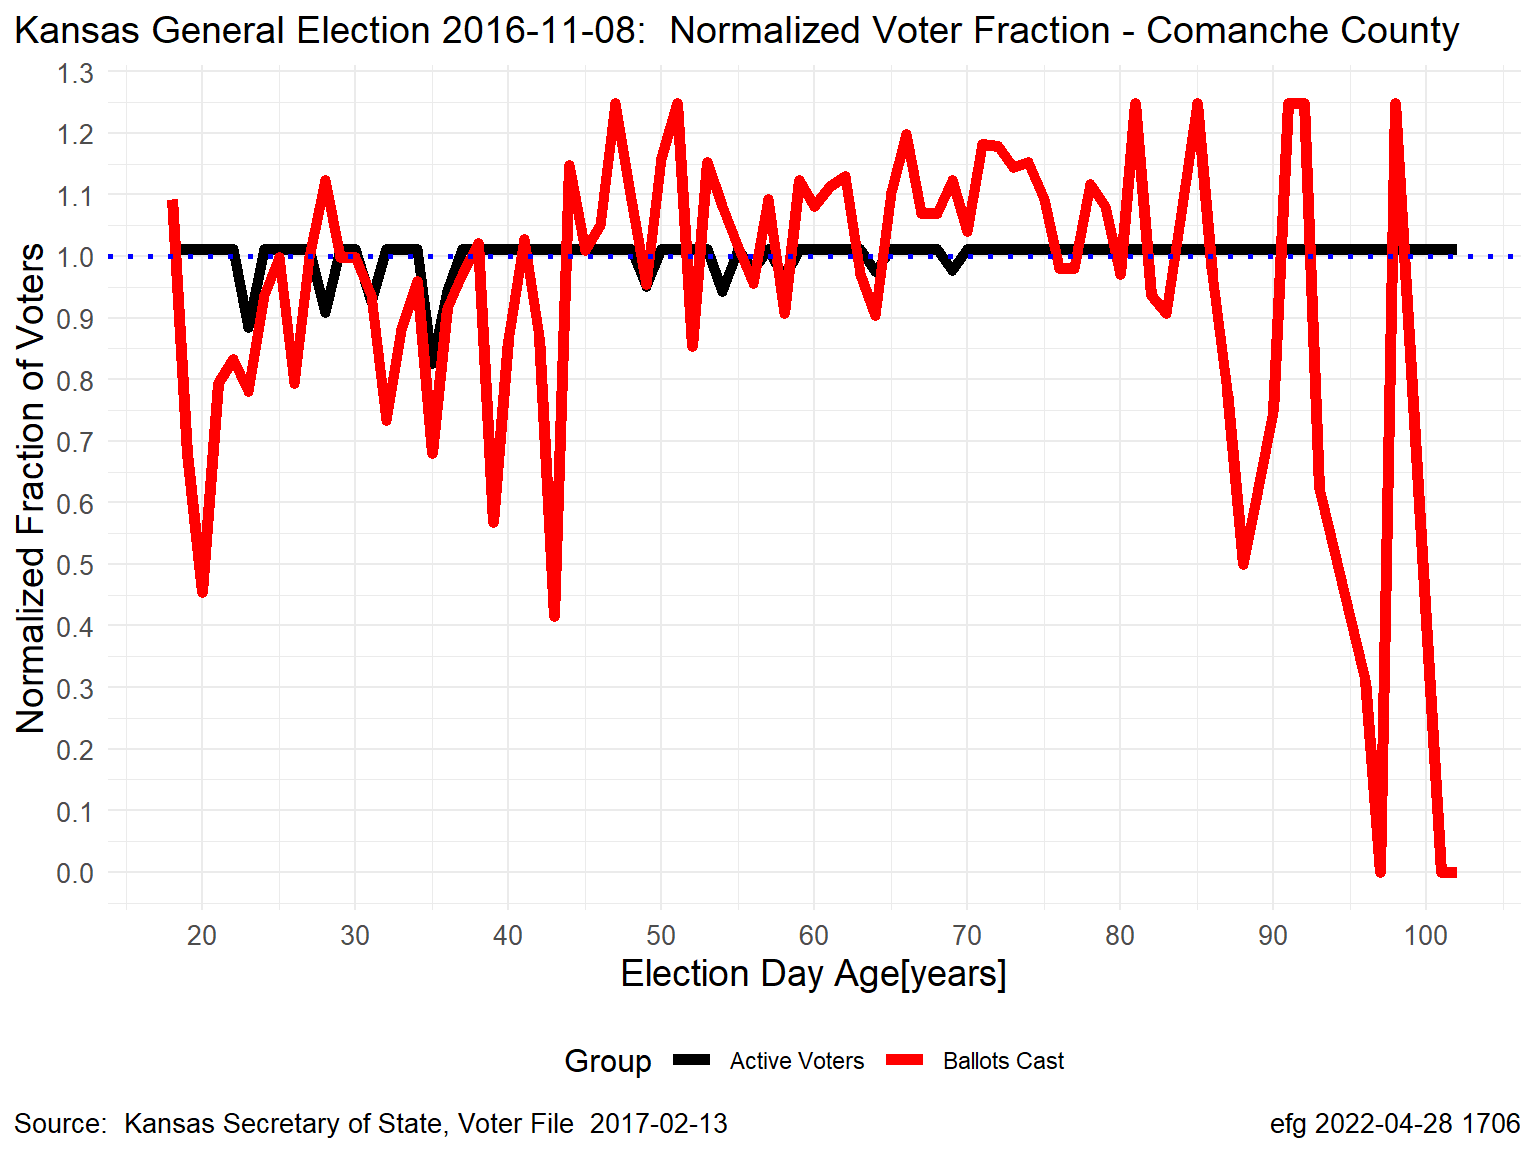 Kansas General Election 2016-11-08:  Normalized Voter Fraction - Comanche County
Normalized Fraction of Voters
1.3
1.2
1.1
1.0
0.9
0.8
0.7
0.6
0.5
0.4
0.3
0.2
0.1
0.0
20 30 40 50 60 70 80 90 100
Election Day Age[years]
Group Active Voters Ballots Cast
Source:  Kansas Secretary of State, Voter File  2017-02-13
efg 2022-04-28 1706